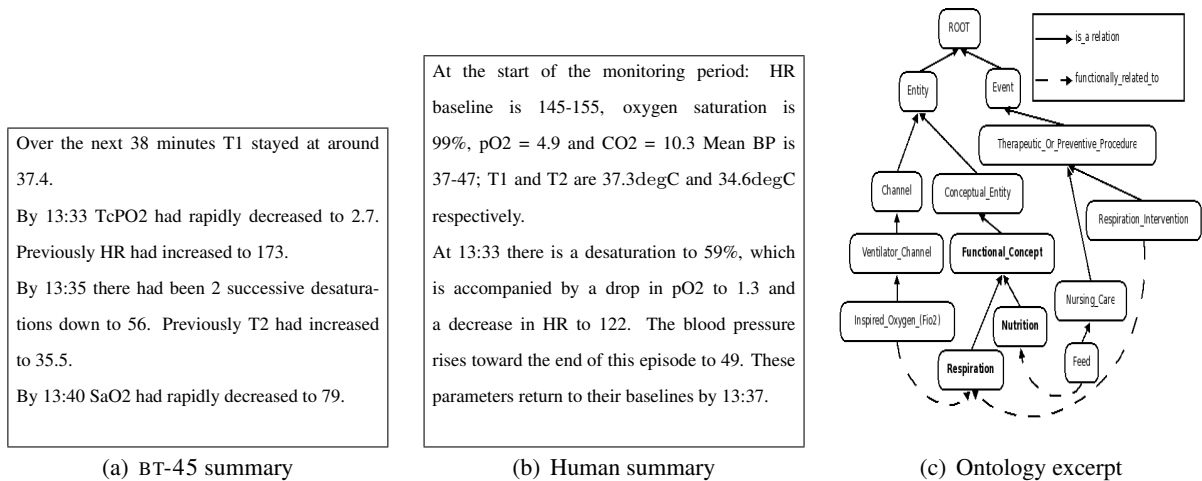 Over the next 38 minutes T1 stayed at around
37.4.
By 13:33 TcPO2 had rapidly decreased to 2.7.
Previously HR had increased to 173.
By 13:35 there had been 2 successive desatura-
tions down to 56. Previously T2 had increased
to 35.5.
By 13:40 SaO2 had rapidly decreased to 79.
(a) BT-45 summary
At the start of the monitoring period: HR
baseline is 145-155, oxygen saturation is
99%, pO2 = 4.9 and CO2 = 10.3 Mean BP is
37-47; T1 and T2 are 37.3degC and 34.6degC
respectively.
At 13:33 there is a desaturation to 59%, which
is accompanied by a drop in pO2 to 1.3 and
a decrease in HR to 122. The blood pressure
rises toward the end of this episode to 49. These
parameters return to their baselines by 13:37.
(b) Human summary
ROOT
is_a relation
functionally_related_to
Entity
Event
Therapeutic_Or_Preventive_Procedure
Channel
Conceptual_Entity
Respiration_Intervention
Ventilator_Channel
Functional_Concept
Nursing_Care
Inspired_Oxygen_(Fio2)
Nutrition
Feed
Respiration
(c) Ontology excerpt